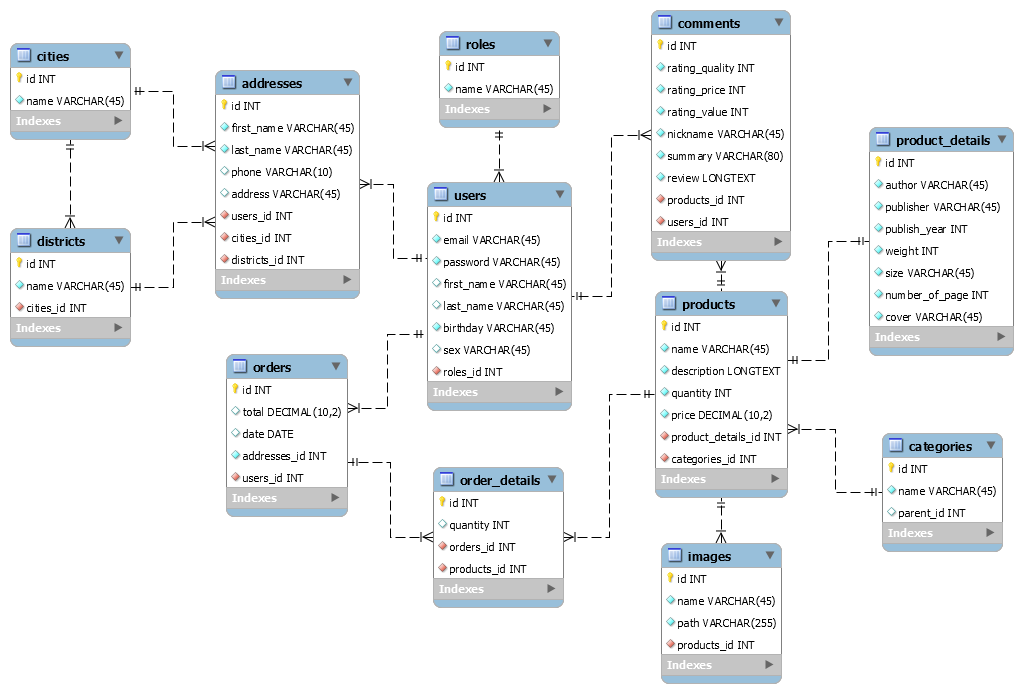 cities
id INT
name VARCHAR(45)
Indexes
districts
id INT
name VARCHAR(45)
cities_id INT
Indexes
addresses
id INT
first_name VARCHAR(45)
last_name VARCHAR(45)
phone VARCHAR(10)
address VARCHAR(45)
users_id INT
cities_id INT
districts_id INT
Indexes
roles
id INT
name VARCHAR(45)
Indexes
users
id INT
email VARCHAR(45)
password VARCHAR(45)
first_name VARCHAR(45)
last_name VARCHAR(45)
birthday VARCHAR(45)
sex VARCHAR(45)
roles_id INT
Indexes
orders
id INT
total DECIMAL(10,2)
date DATE
addresses_id INT
users_id INT
Indexes
order_details
id INT
quantity INT
orders_id INT
products_id INT
Indexes
comments
id INT
rating_quality INT
rating_price INT
rating_value INT
nickname VARCHAR(45)
summary VARCHAR(80)
review LONGTEXT
products_id INT
users_id INT
Indexes
products
id INT
name VARCHAR(45)
description LONGTEXT
quantity INT
price DECIMAL(10,2)
product_details_id INT
categories_id INT
Indexes
images
id INT
name VARCHAR(45)
path VARCHAR(255)
products_id INT
Indexes
product_details
id INT
author VARCHAR(45)
publisher VARCHAR(45)
publish_year INT
weight INT
size VARCHAR(45)
number_of_page INT
cover VARCHAR(45)
Indexes
categories
id INT
name VARCHAR(45)
parent_id INT
Indexes